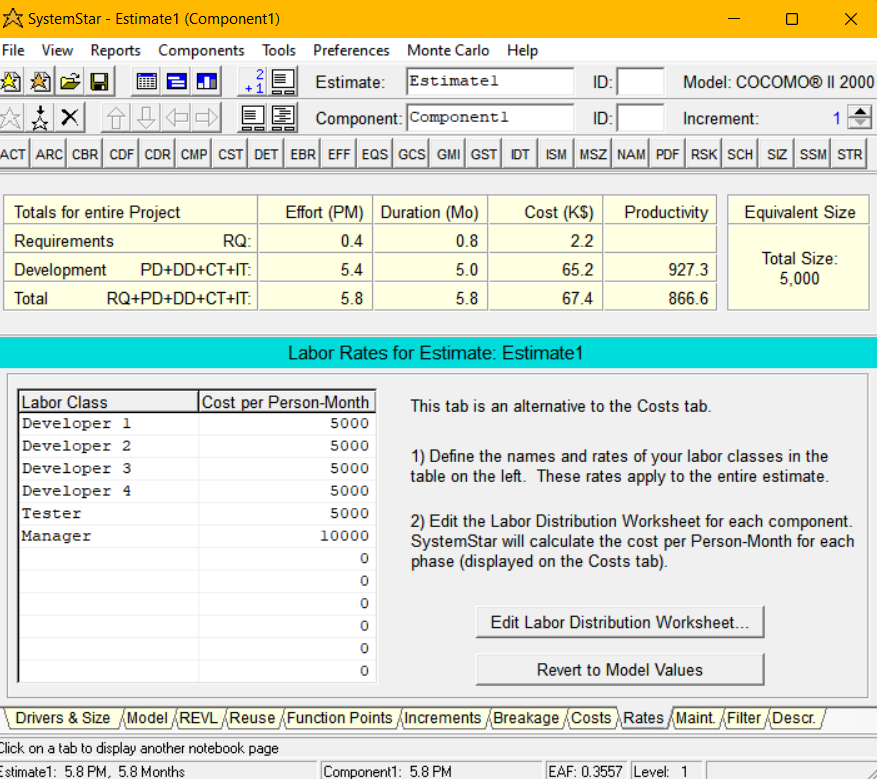 SystemStar - Estimate1 (Component1)
File View Reports Components Tools Preferences Monte Carlo Help
2
+1
Estimate: Estimate1 ID: Model: COCOMO® II 2000
Component: Component1 ID: Increment: 1
ACT ARC CBR CDF CDR CMP CST DET EBR EFF EQS GCS GMI GST IDT ISM MSZ NAM PDF RSK SCH SIZ SSM STR
Totals for entire Project Effort (PM) Duration (Mo) Cost (K$) Productivity Equivalent Size
Requirements RQ: 0.4 0.8 2.2
Development PD+DD+CT+IT: 5.4 5.0 65.2 927.3
Total RQ+PD+DD+CT+IT: 5.8 5.8 67.4 866.6
Total Size:
5,000
Labor Rates for Estimate: Estimate1
Labor Class Cost per Person-Month
Developer 1 5000
Developer 2 5000
Developer 3 5000
Developer 4 5000
Tester 5000
Manager 10000
0
0
0
0
0
0
This tab is an alternative to the Costs tab.
1) Define the names and rates of your labor classes in the
table on the left. These rates apply to the entire estimate.
2) Edit the Labor Distribution Worksheet for each component.
SystemStar will calculate the cost per Person-Month for each
phase (displayed on the Costs tab).
Edit Labor Distribution Worksheet...
Revert to Model Values
Drivers & Size Model REVL Reuse Function Points Increments Breakage Costs Rates Maint. Filter Descr.
Click on a tab to display another notebook page
Estimate1: 5.8 PM, 5.8 Months Component1: 5.8 PM EAF: 0.3557 Level: 1